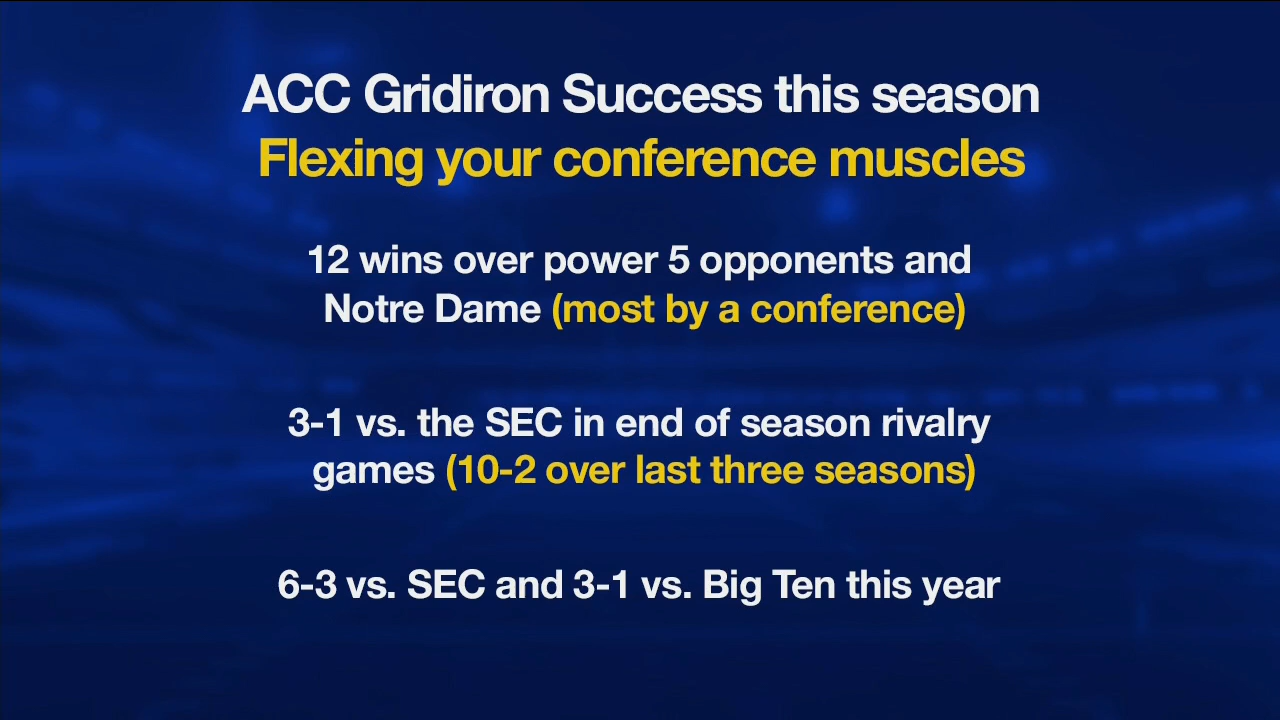 ACC Gridiron Success this season
Flexing your conference muscles
12 wins over power 5 opponents and
Notre Dame (most by a conference)
3-1 vs. the SEC in end of season rivalry
games (10-2 over last three seasons)
6-3 vs. SEC and 3-1 vs. Big Ten this year